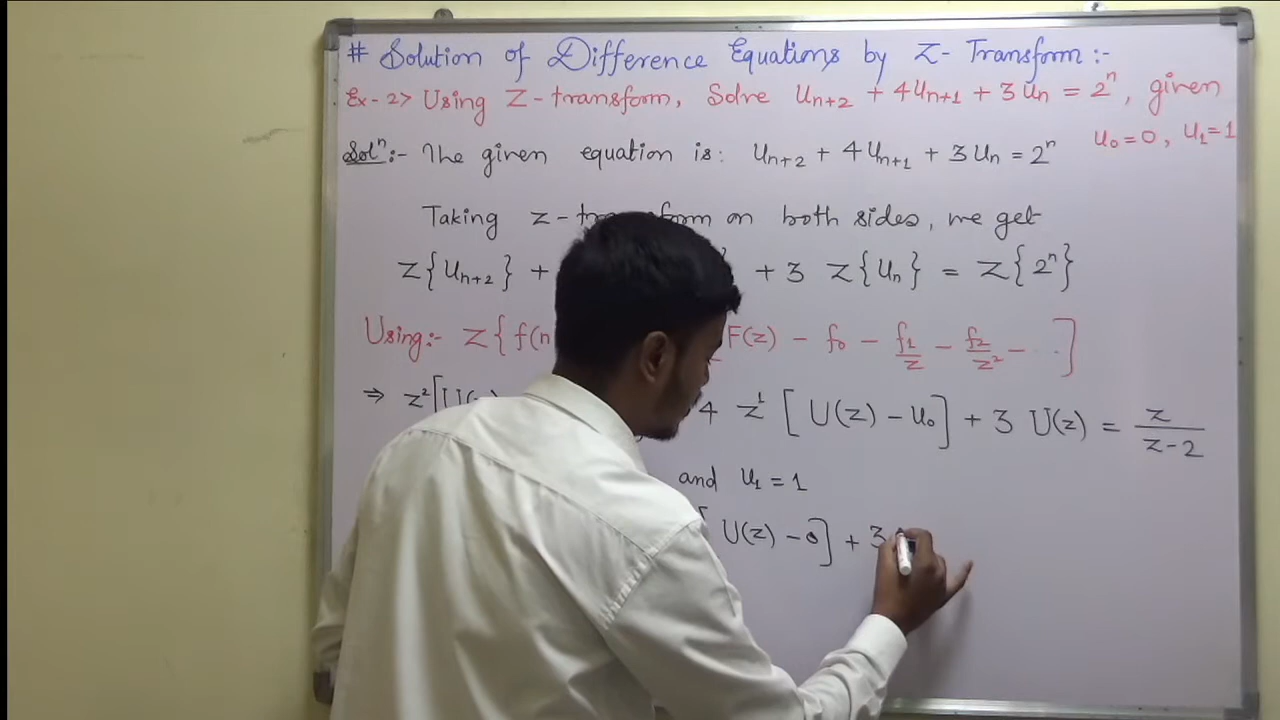 # Solution of Difference Equations by Z-Transform:-
Ex-2> Using Z-transform, Solve Uₙ₊₂ + 4Uₙ₊₁ + 3Uₙ = 2ⁿ, given
U₀=0, U₁=1
Solⁿ:- The given equation is: Uₙ₊₂ + 4Uₙ₊₁ + 3Uₙ = 2ⁿ
Taking Z-transform on both sides, we get
Z{Uₙ₊₂} + + 3 Z{Uₙ} = Z{2ⁿ}
Using:- Z{f(n F(z) - f₀ - f₁/z - f₂/z² - ...]
⇒ z²[U( 4 z¹ [U(z) - U₀] + 3 U(z) = z/(z-2)
and U₁ = 1
[U(z) - 0] + 3